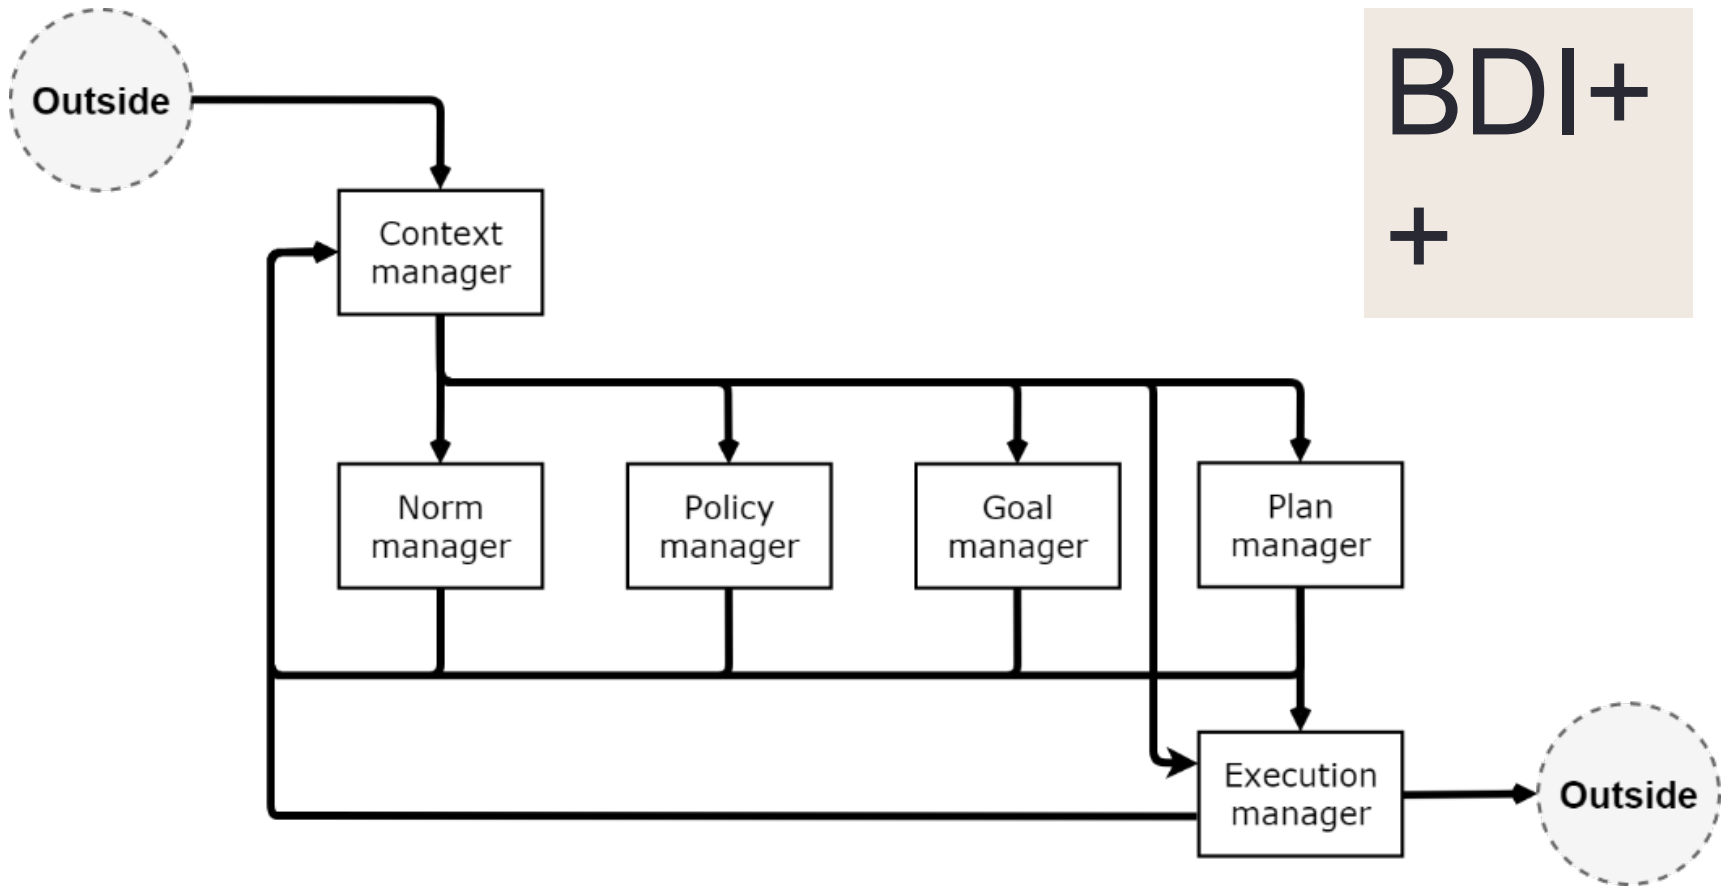 Outside
BDI+
+
Context
manager
Norm
manager
Policy
manager
Goal
manager
Plan
manager
Execution
manager
Outside